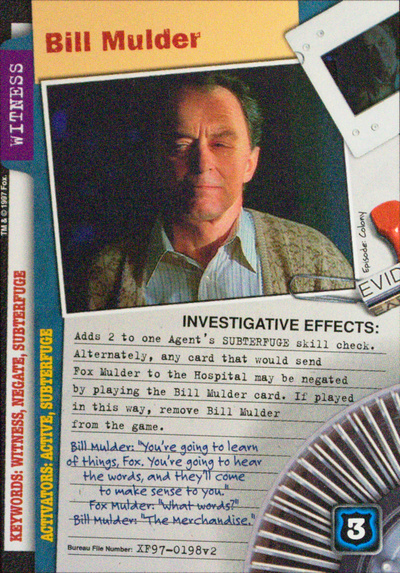 Bill Mulder
WITNESS
TM & © 1997 Fox.
KEYWORDS: WITNESS, NEGATE, SUBTERFUGE
ACTIVATORS: ACTIVE, SUBTERFUGE
Episode: Colony
EVID
INVESTIGATIVE EFFECTS:
Adds 2 to one Agent's SUBTERFUGE skill check.
Alternately, any card that would send
Fox Mulder to the Hospital may be negated
by playing the Bill Mulder card. If played
in this way, remove Bill Mulder
from the game.
Bill Mulder: "You're going to learn
of things, Fox. You're going to hear
the words, and they'll come
to make sense to you."
Fox Mulder: "What words?"
Bill Mulder: "The Merchandise."
3
Bureau File Number: XF97-0198v2